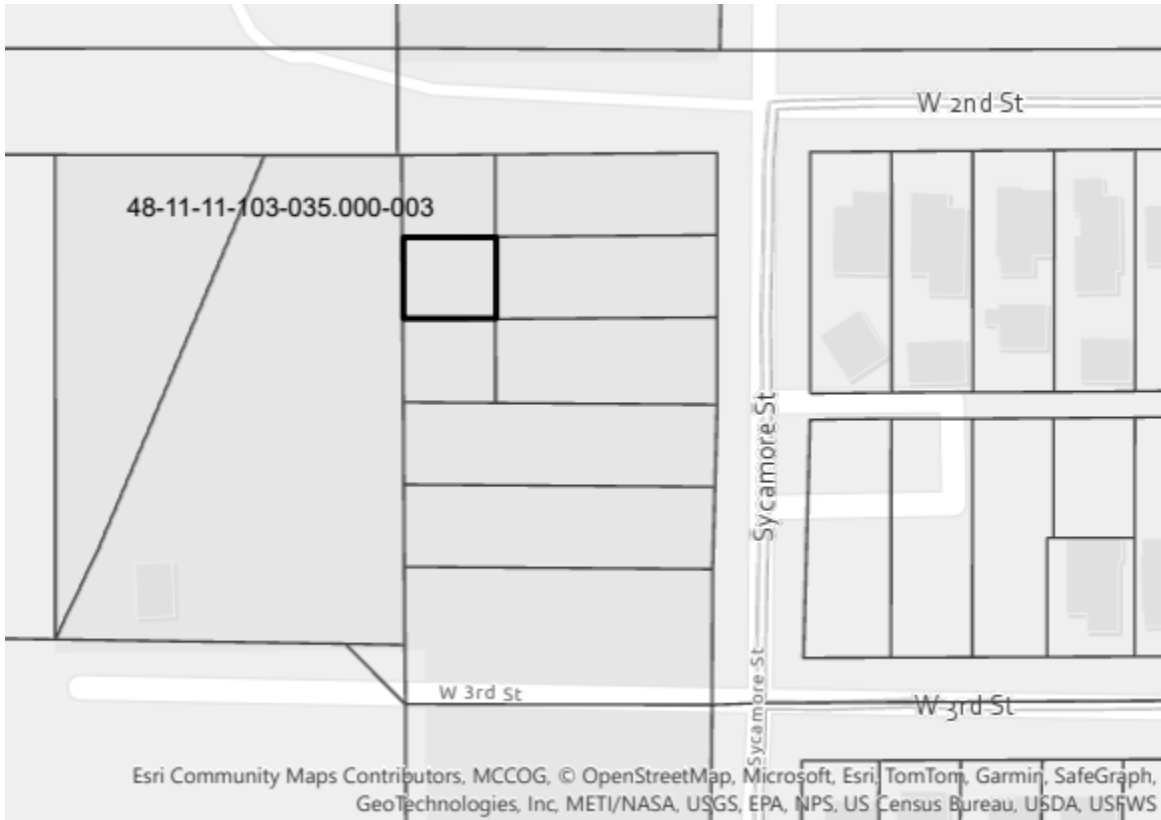 W 2nd St
48-11-11-103-035.000-003
Sycamore St
Sycamore St
W 3rd St
W 3rd St
Esri Community Maps Contributors, MCCOG, © OpenStreetMap, Microsoft, Esri, TomTom, Garmin, SafeGraph,
GeoTechnologies, Inc, METI/NASA, USGS, EPA, NPS, US Census Bureau, USDA, USFWS